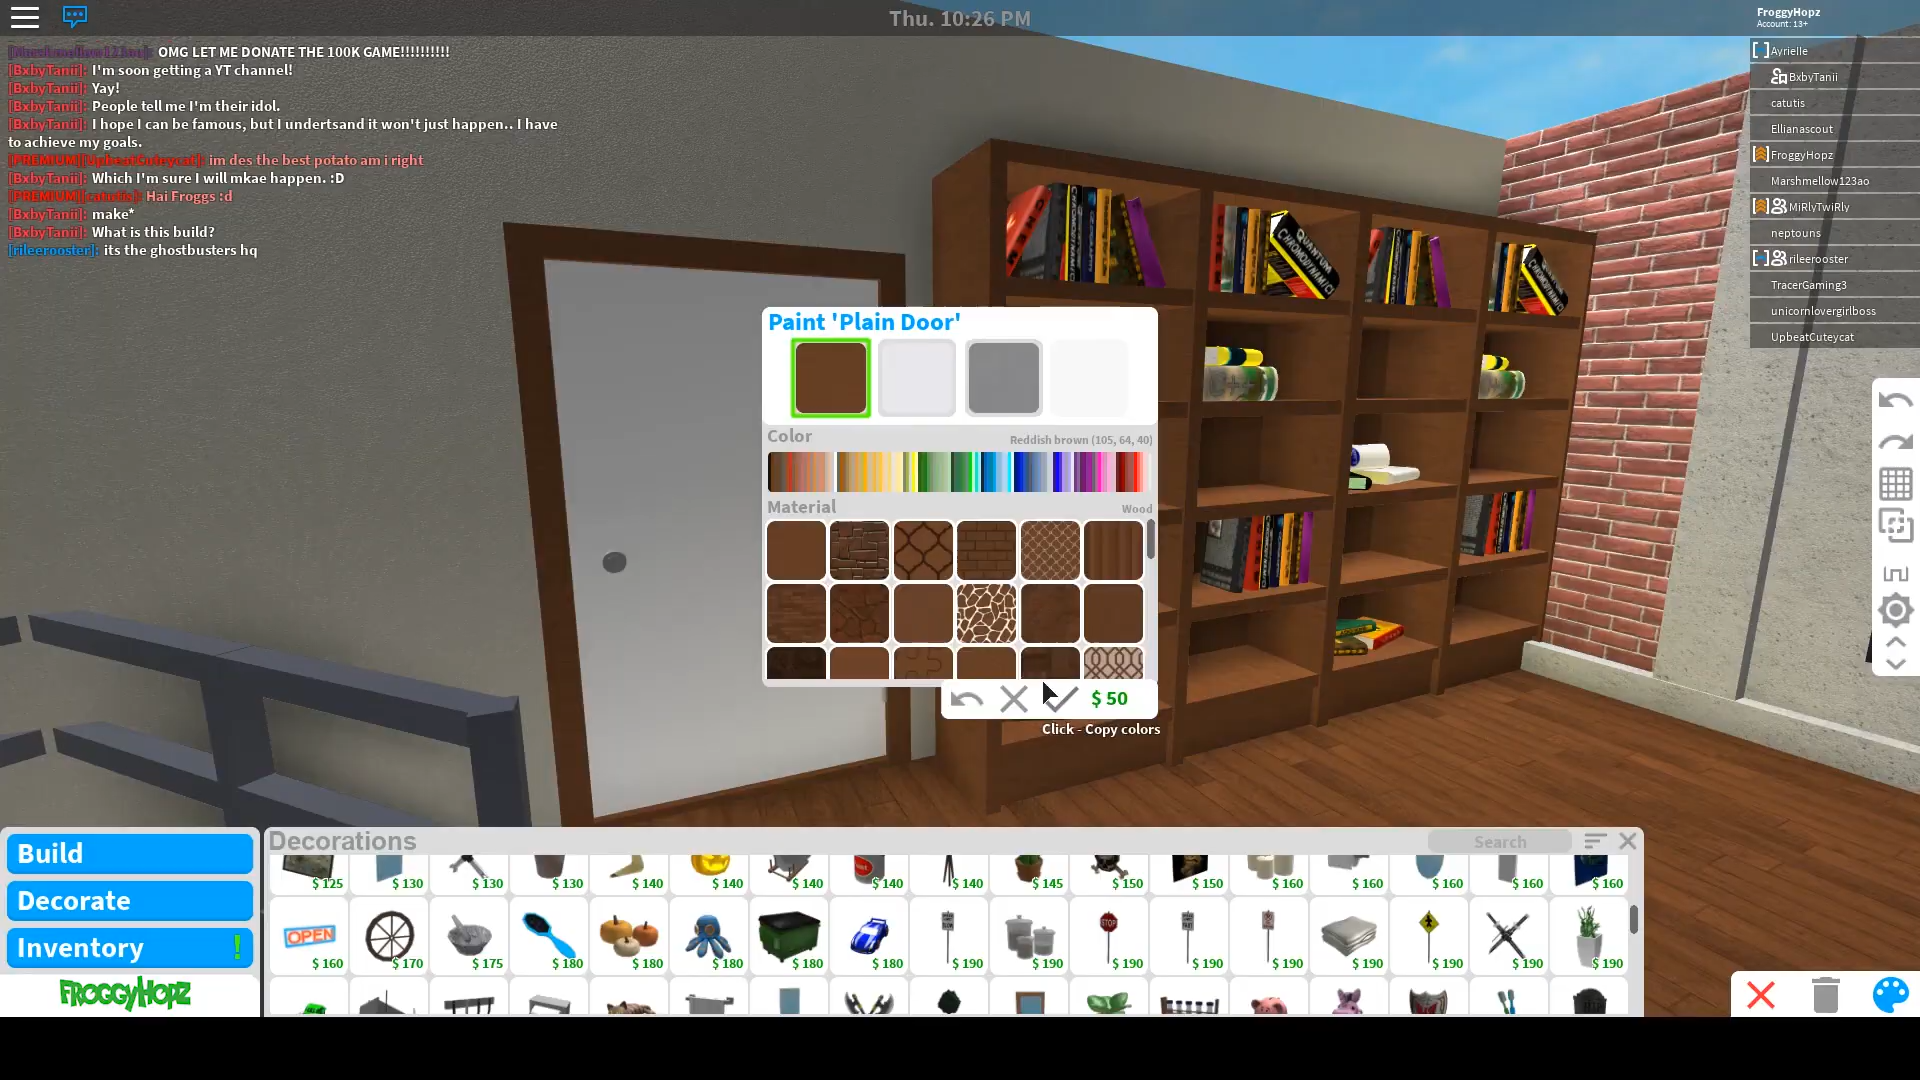 Thu. 10:26 PM
FroggyHopz
Account: 13+
OMG LET ME DONATE THE 100K GAME!!!!!!!!!!
[BxbyTanii]: I'm soon getting a YT channel!
[BxbyTanii]: Yay!
[BxbyTanii]: People tell me I'm their idol.
[BxbyTanii]: I hope I can be famous, but I undertsand it won't just happen.. I have
to achieve my goals.
[PREMIUM][UpbeatCuteycat]: im des the best potato am i right
[BxbyTanii]: Which I'm sure I will mkae happen. :D
[PREMIUM][catutis]: Hai Froggs :d
[BxbyTanii]: make*
[BxbyTanii]: What is this build?
[rileerooster]: its the ghostbusters hq
Ayrielle
BxbyTanii
catutis
Ellianascout
FroggyHopz
Marshmellow123ao
MiRlyTwiRly
neptouns
rileerooster
TracerGaming3
unicornlovergirlboss
UpbeatCuteycat
QUANTUM
CHROMODYNAMICS
Paint 'Plain Door'
Color
Reddish brown (105, 64, 40)
Material
Wood
$ 50
Click - Copy colors
Build
Decorate
Inventory !
FROGGYHOPZ
Decorations
Search
$ 125 $ 130 $ 130 $ 130 $ 140 $ 140 $ 140 $ 140 $ 140 $ 145 $ 150 $ 150 $ 160 $ 160 $ 160 $ 160 $ 160
OPEN
STOP
$ 160 $ 170 $ 175 $ 180 $ 180 $ 180 $ 180 $ 180 $ 190 $ 190 $ 190 $ 190 $ 190 $ 190 $ 190 $ 190 $ 190